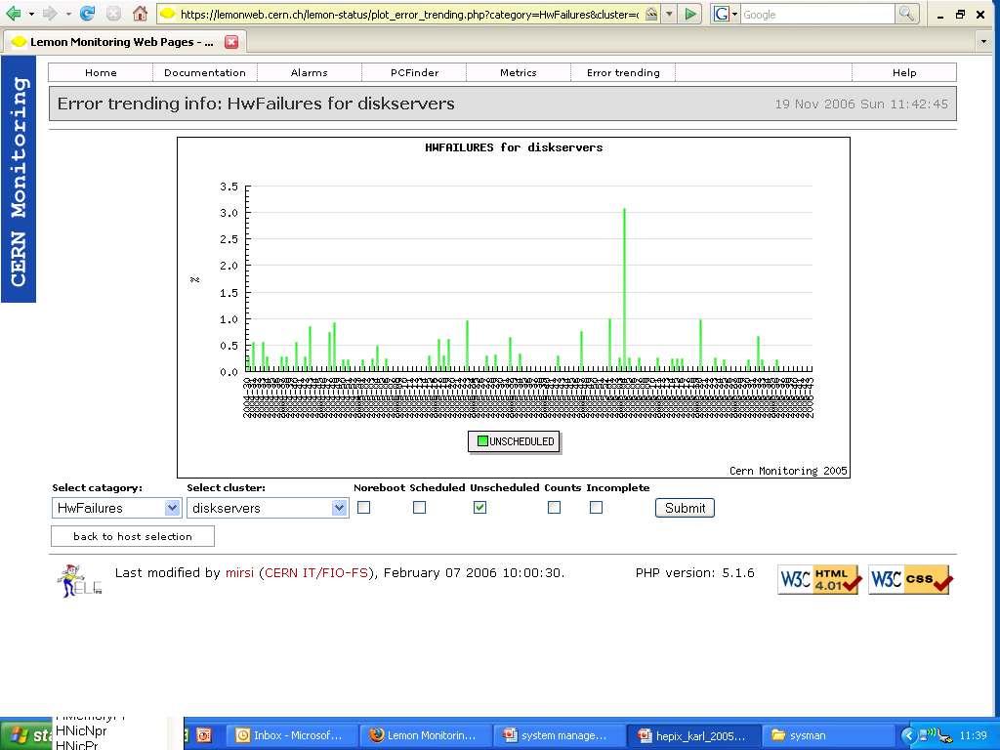 https://lemonweb.cern.ch/lemon-status/plot_error_trending.php?category=HwFailures&cluster=
Google
Lemon Monitoring Web Pages - ...
CERN Monitoring
Home Documentation Alarms PCFinder Metrics Error trending Help
Error trending info: HwFailures for diskservers 19 Nov 2006 Sun 11:42:45
HWFAILURES for diskservers
3.5
3.0
2.5
2.0
1.5
1.0
0.5
0.0
%
UNSCHEDULED
Cern Monitoring 2005
Select catagory: Select cluster: Noreboot Scheduled Unscheduled Counts Incomplete
HwFailures diskservers Submit
back to host selection
Last modified by mirsi (CERN IT/FIO-FS), February 07 2006 10:00:30. PHP version: 5.1.6
ELFms
W3C HTML 4.01
W3C css
HNicNpr
HNicPr
Inbox - Microsof... Lemon Monitorin... system manage... hepix_karl_2005... sysman 11:39